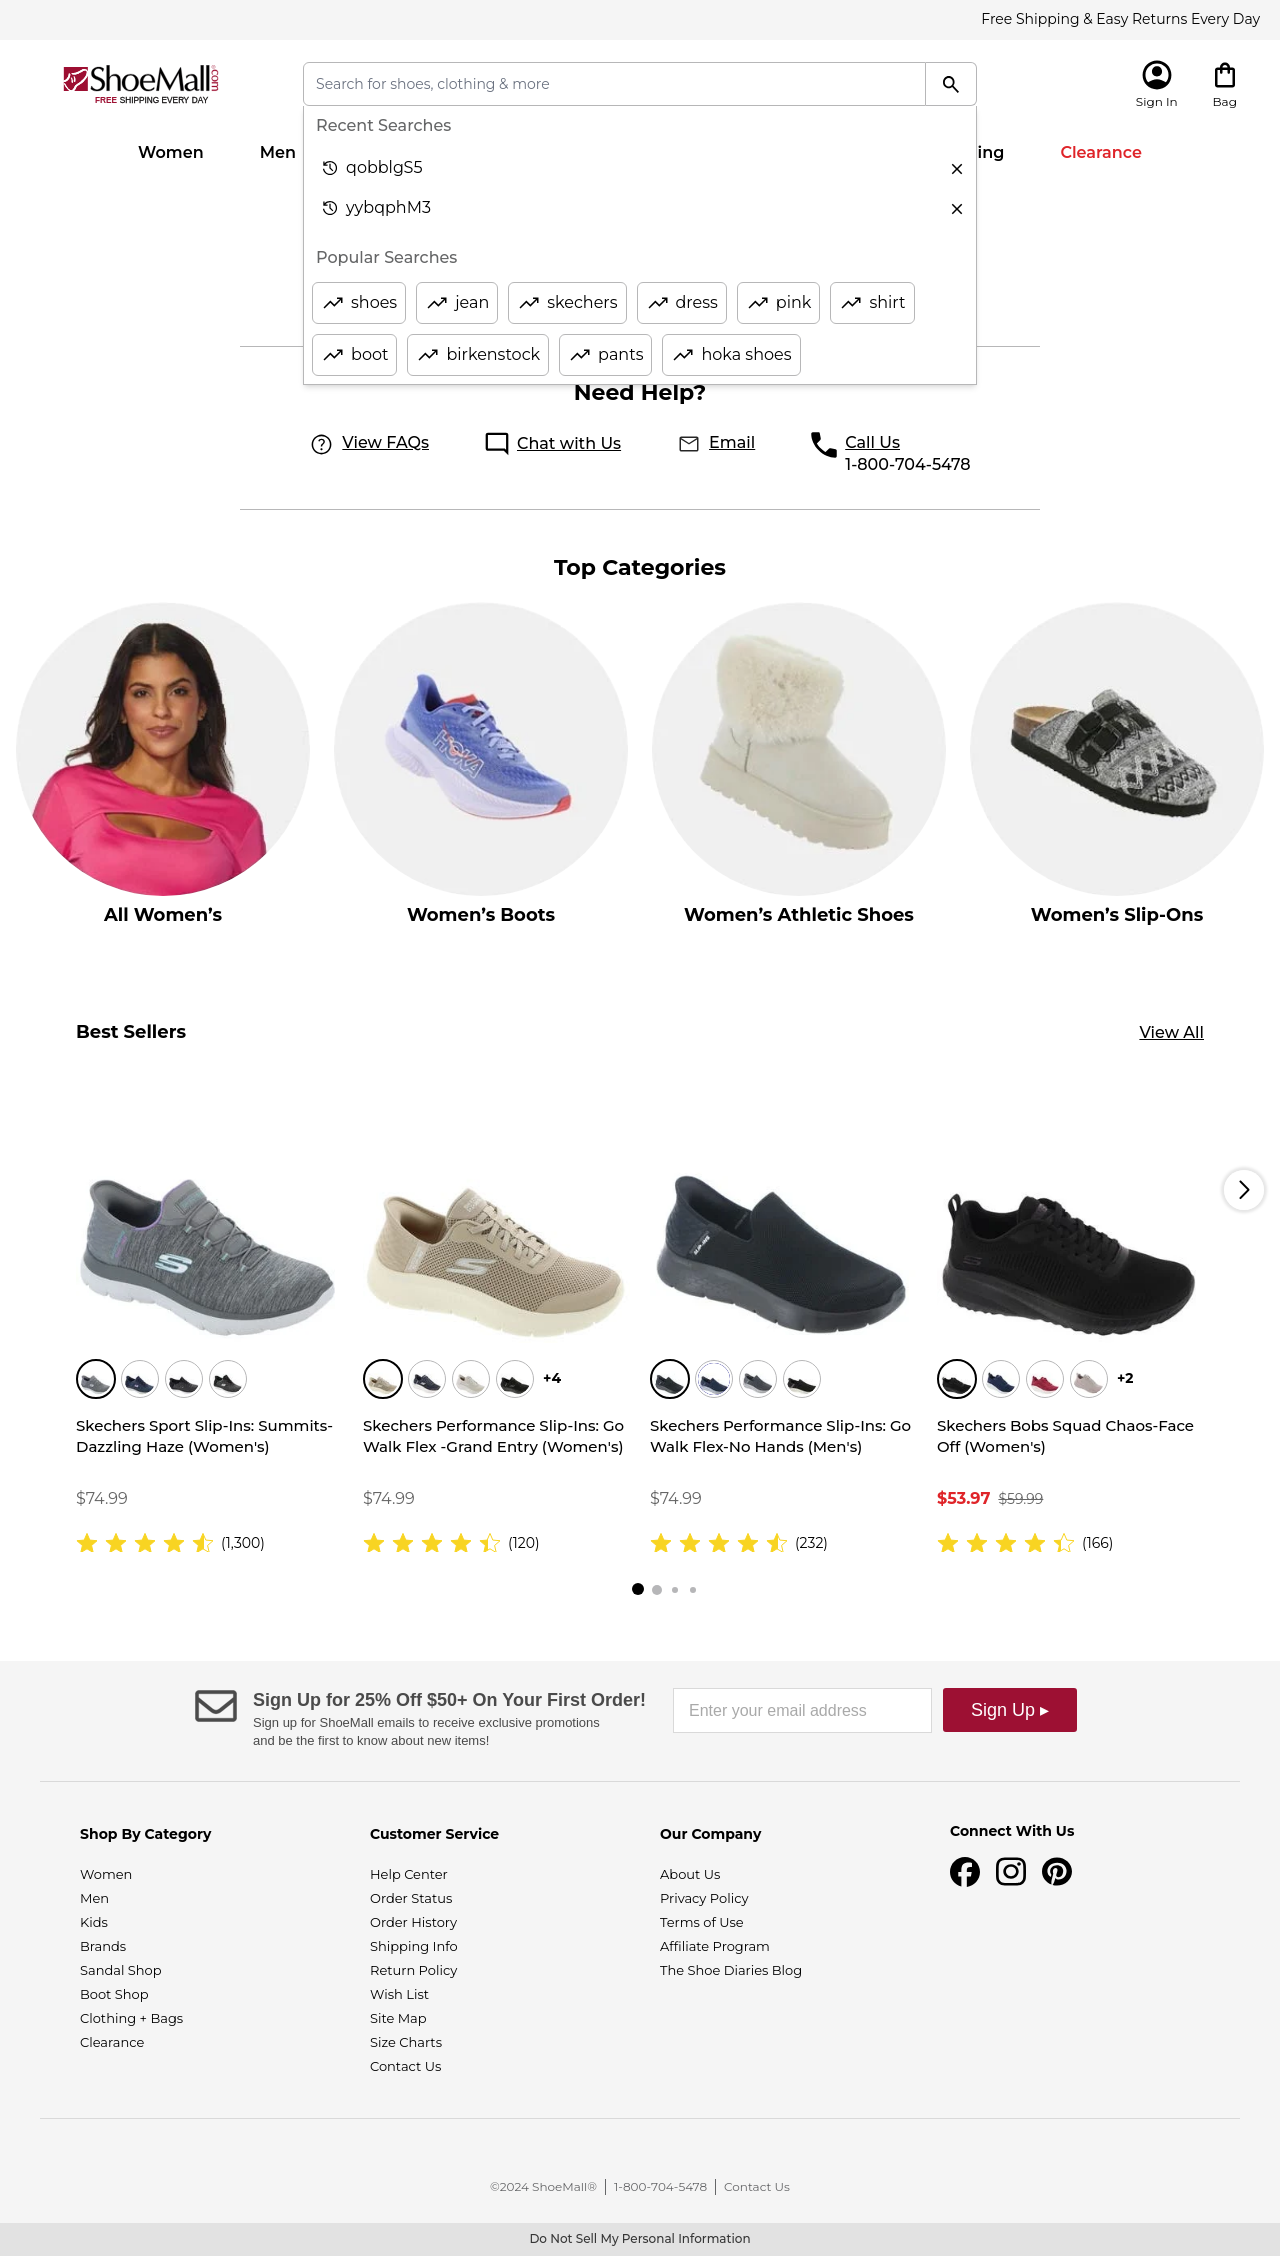 Free Shipping & Easy Returns Every Day
ShoeMall.com
FREE SHIPPING EVERY DAY
Search for shoes, clothing & more
Sign In
Bag
Recent Searches
Women
Men
ing
Clearance
qobblgS5
yybqphM3
Popular Searches
shoes
jean
skechers
dress
pink
shirt
boot
birkenstock
pants
hoka shoes
Need Help?
View FAQs
Chat with Us
Email
Call Us
1-800-704-5478
Top Categories
HOKA
All Women’s
Women’s Boots
Women’s Athletic Shoes
Women’s Slip-Ons
Best Sellers
View All
+4
+2
Skechers Sport Slip-Ins: Summits-
Dazzling Haze (Women's)
$74.99
(1,300)
Skechers Performance Slip-Ins: Go
Walk Flex -Grand Entry (Women's)
$74.99
(120)
Skechers Performance Slip-Ins: Go
Walk Flex-No Hands (Men's)
$74.99
(232)
Skechers Bobs Squad Chaos-Face
Off (Women's)
$53.97 $59.99
(166)
Sign Up for 25% Off $50+ On Your First Order!
Sign up for ShoeMall emails to receive exclusive promotions
and be the first to know about new items!
Enter your email address
Sign Up ▸
Shop By Category
Women
Men
Kids
Brands
Sandal Shop
Boot Shop
Clothing + Bags
Clearance
Customer Service
Help Center
Order Status
Order History
Shipping Info
Return Policy
Wish List
Site Map
Size Charts
Contact Us
Our Company
About Us
Privacy Policy
Terms of Use
Affiliate Program
The Shoe Diaries Blog
Connect With Us
©2024 ShoeMall® | 1-800-704-5478 | Contact Us
Do Not Sell My Personal Information